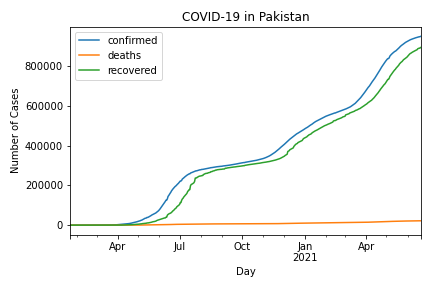 COVID-19 in Pakistan
confirmed
deaths
recovered
Number of Cases
800000
600000
400000
200000
0
Apr
Jul
Oct
Jan
2021
Apr
Day